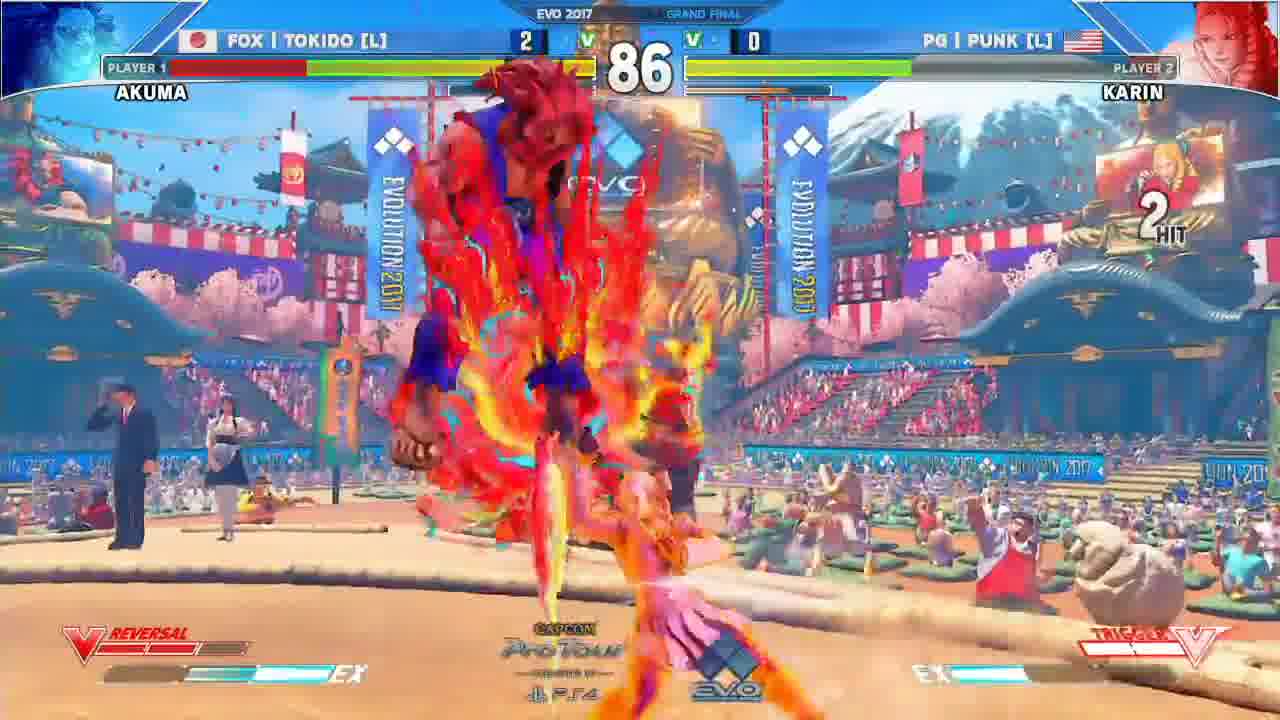 EVO 2017
GRAND FINAL
FOX | TOKIDO [L]
2
V
86
V
0
PG | PUNK [L]
PLAYER 1
PLAYER 2
AKUMA
KARIN
EVO
EVOLUTION 2017
EVOLUTION 2017
2
HIT
REVERSAL
V
EX
CAPCOM
PRO TOUR
PS4
EVO
TRIGGER
V
EX